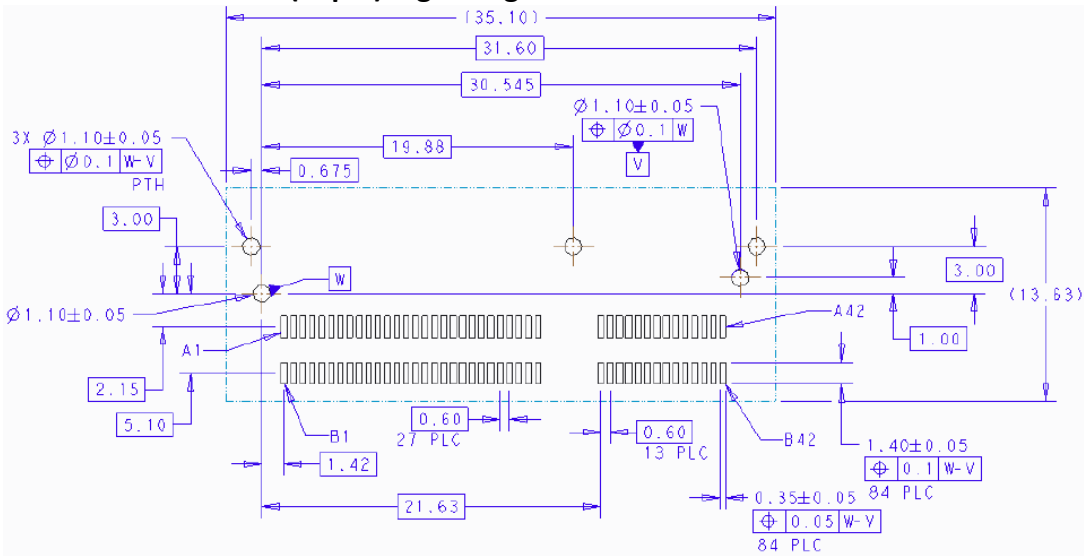 (35.10)
31.60
30.545
Ø1.10±0.05
⌖ Ø0.1 W
V
3X Ø1.10±0.05
⌖ Ø0.1 W-V
PTH
19.88
0.675
3.00
W
3.00
(13.63)
Ø1.10±0.05
A42
1.00
A1
2.15
5.10
B1
0.60
27 PLC
0.60
13 PLC
B42
1.40±0.05
⌖ 0.1 W-V
84 PLC
1.42
21.63
0.35±0.05
⌖ 0.05 W-V
84 PLC